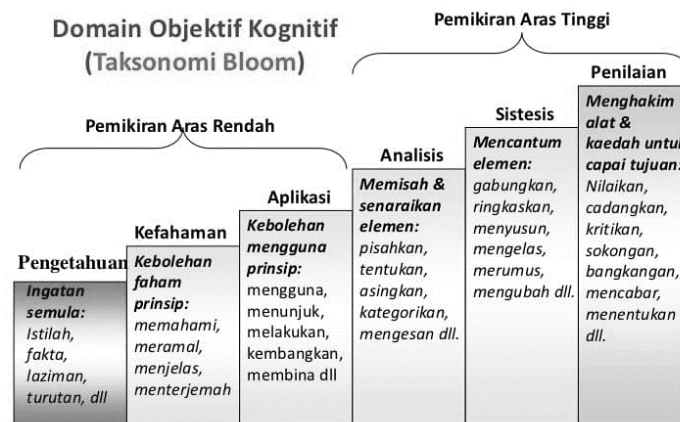 Domain Objektif Kognitif
(Taksonomi Bloom)
Pemikiran Aras Tinggi
Pemikiran Aras Rendah
Pengetahuan
Ingatan
semula:
Istilah,
fakta,
laziman,
turutan, dll
Kefahaman
Kebolehan
faham
prinsip:
memahami,
meramal,
menjelas,
menterjemah
Aplikasi
Kebolehan
mengguna
prinsip:
mengguna,
menunjuk,
melakukan,
kembangkan,
membina dll
Analisis
Memisah &
senaraikan
elemen:
pisahkan,
tentukan,
asingkan,
kategorikan,
mengesan dll.
Sistesis
Mencantum
elemen:
gabungkan,
ringkaskan,
menyusun,
mengelas,
merumus,
mengubah dll.
Penilaian
Menghakim
alat &
kaedah untuk
capai tujuan:
Nilaikan,
cadangkan,
kritikan,
sokongan,
bangkangan,
mencabar,
menentukan
dll.